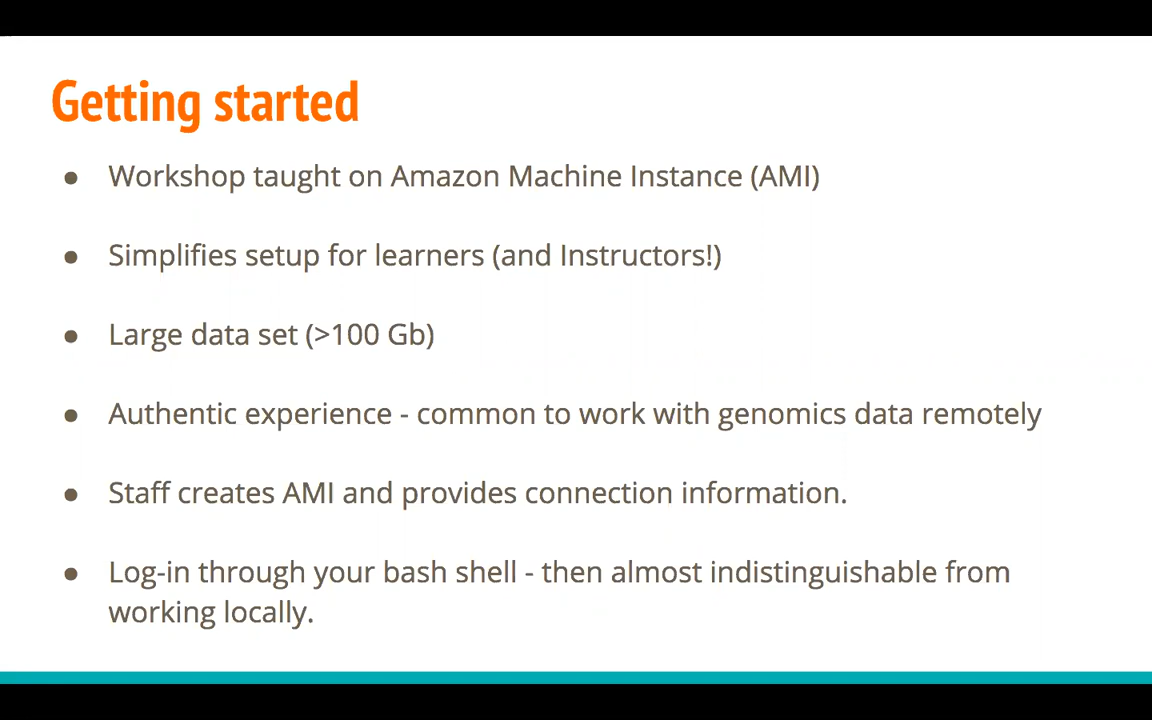 Getting started
● Workshop taught on Amazon Machine Instance (AMI)
● Simplifies setup for learners (and Instructors!)
● Large data set (>100 Gb)
● Authentic experience - common to work with genomics data remotely
● Staff creates AMI and provides connection information.
● Log-in through your bash shell - then almost indistinguishable from
working locally.